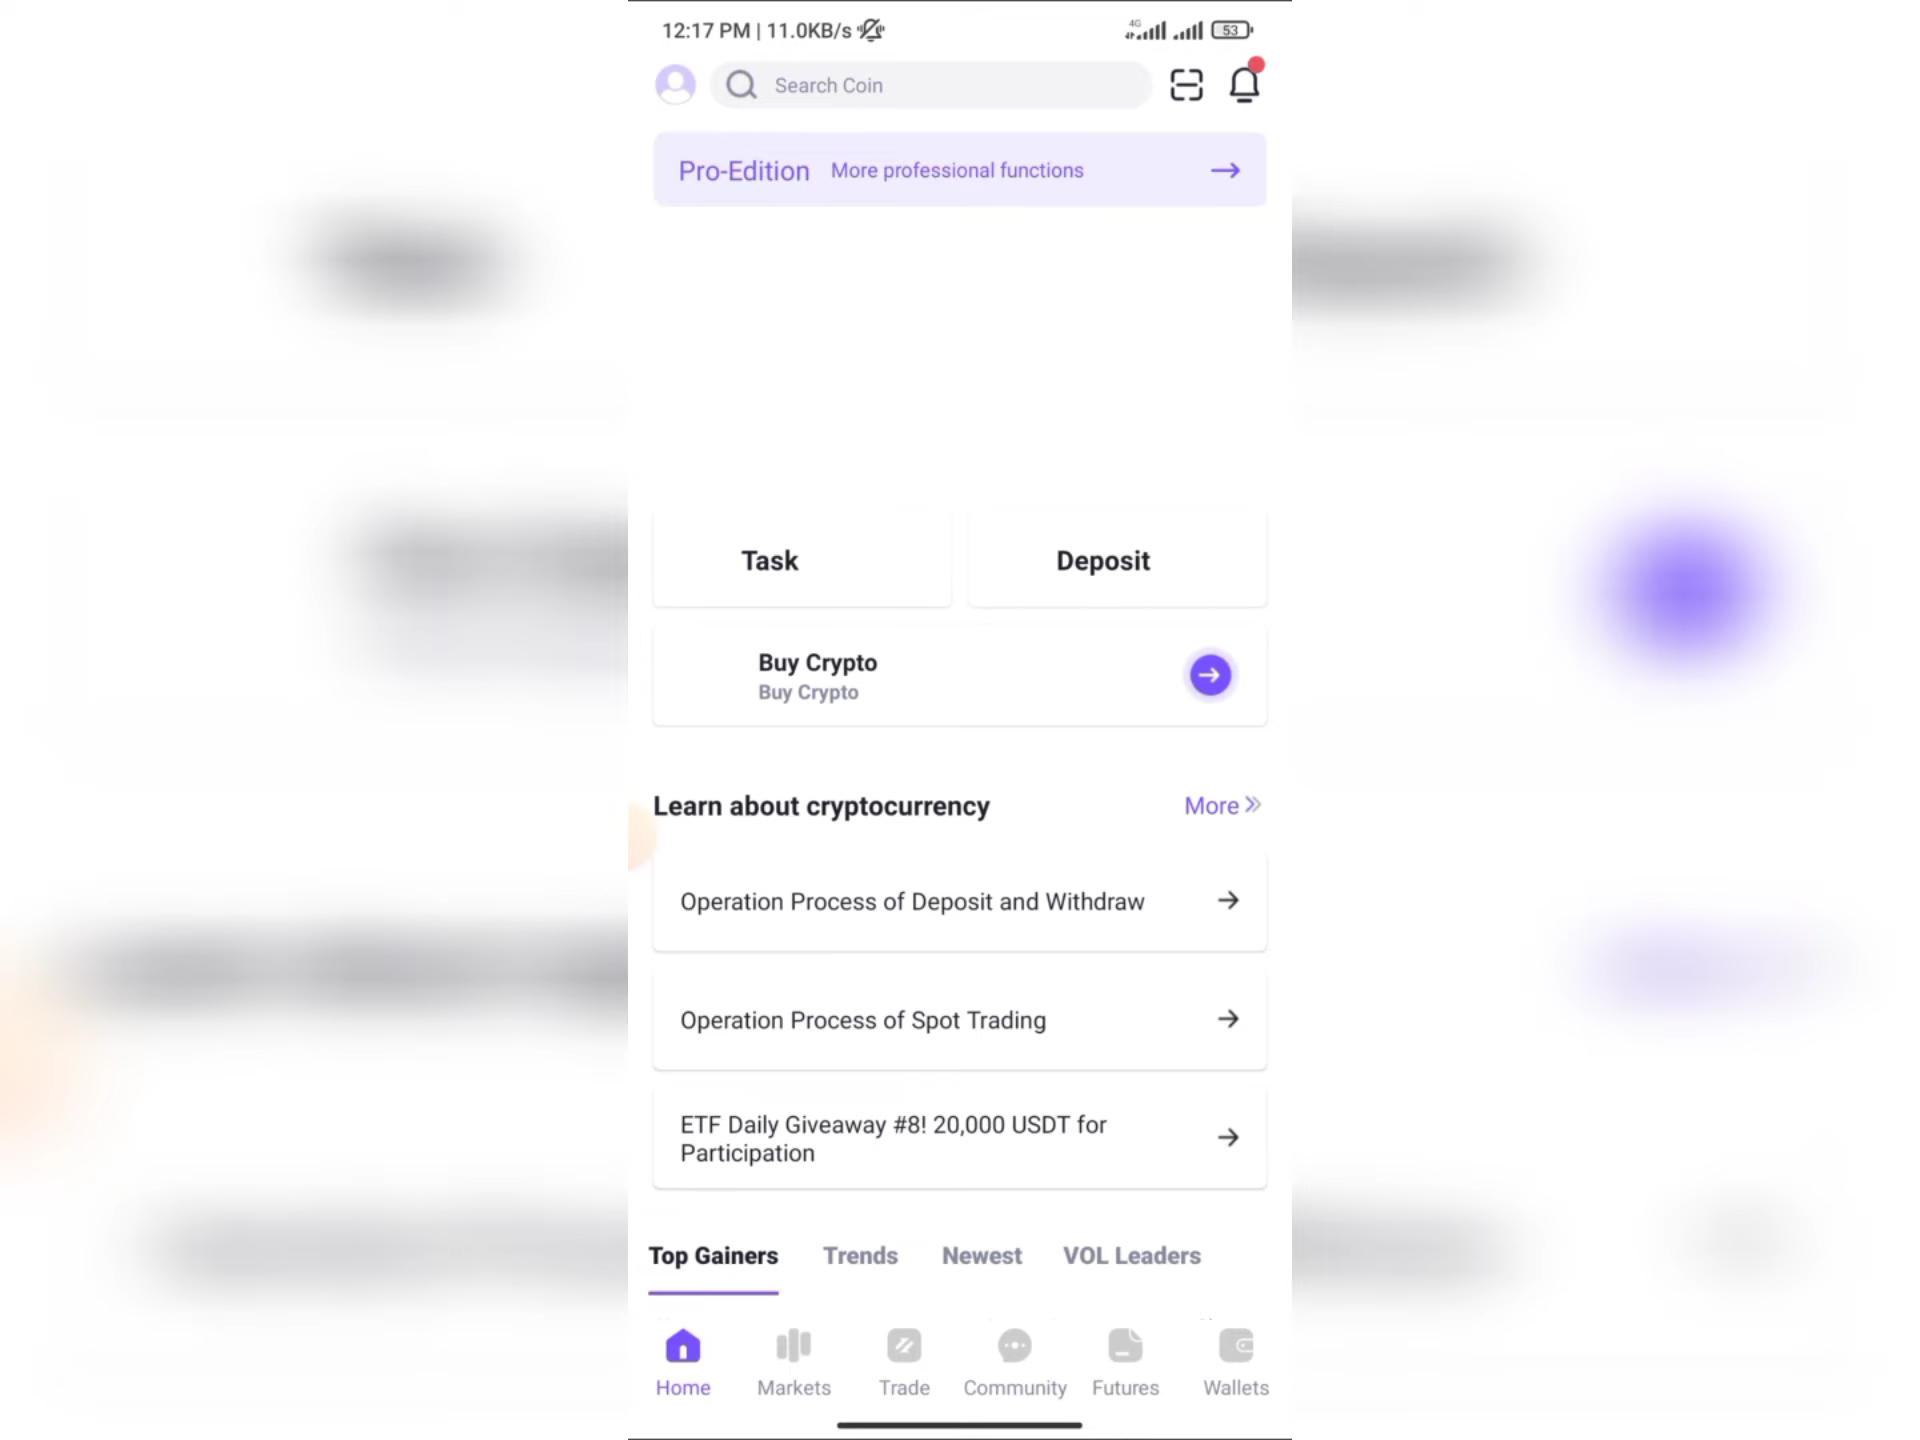 12:17 PM | 11.0KB/s 4G 53
Search Coin
Pro-Edition More professional functions
Task Deposit
Buy Crypto
Buy Crypto
Learn about cryptocurrency More
Operation Process of Deposit and Withdraw
Operation Process of Spot Trading
ETF Daily Giveaway #8! 20,000 USDT for
Participation
Top Gainers Trends Newest VOL Leaders
Home Markets Trade Community Futures Wallets